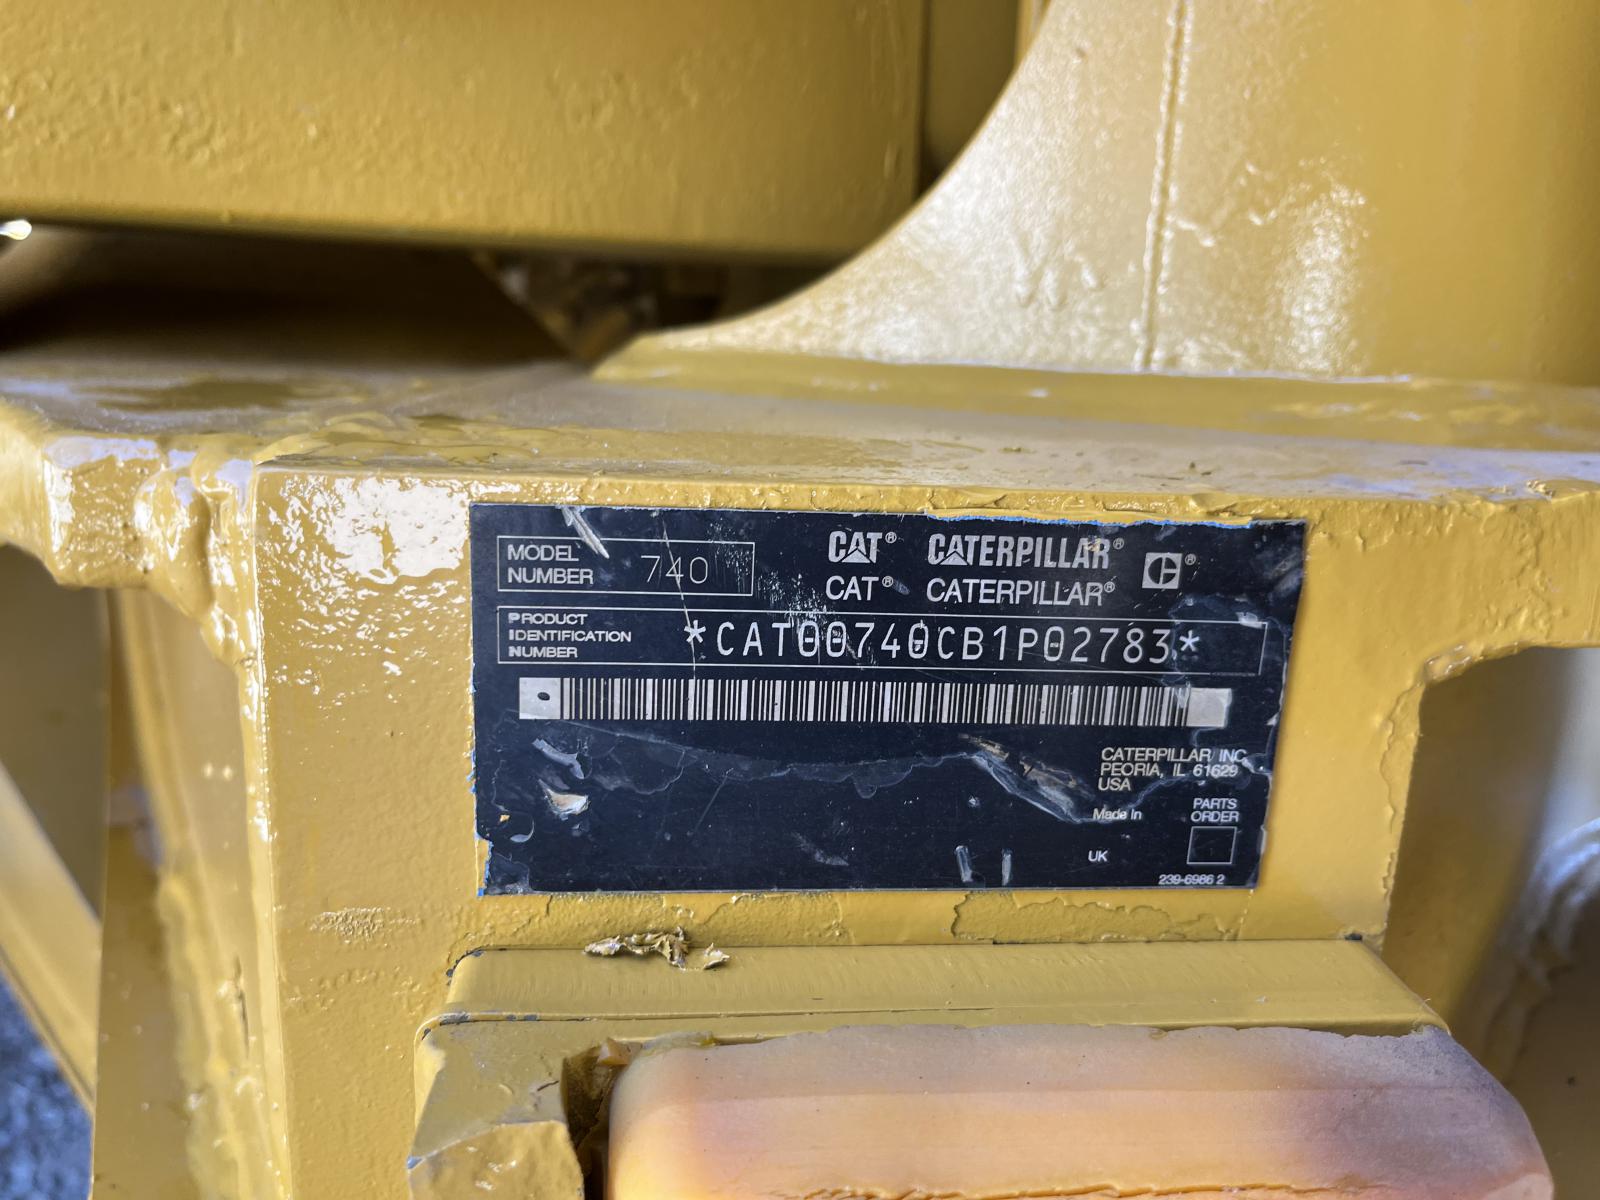 MODEL
NUMBER 740
CAT® CATERPILLAR®
CAT® CATERPILLAR®
PRODUCT
IDENTIFICATION
NUMBER
*CAT00740CB1P02783*
CATERPILLAR INC
PEORIA, IL 61629
USA
Made In
UK
PARTS
ORDER
239-6986 2